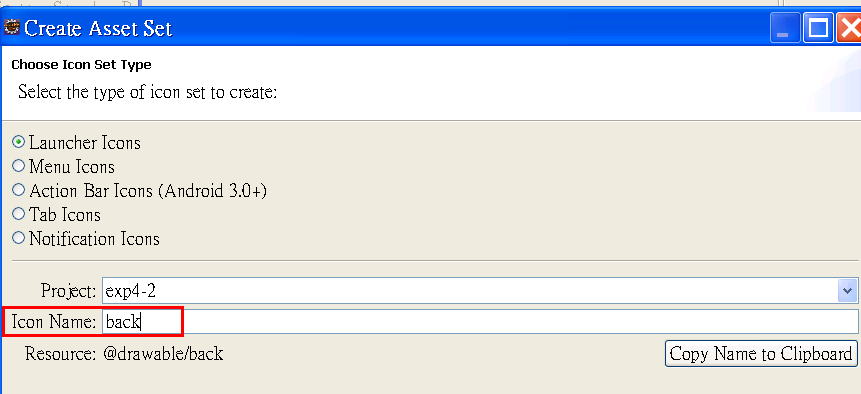 Create Asset Set
Choose Icon Set Type
Select the type of icon set to create:
Launcher Icons
Menu Icons
Action Bar Icons (Android 3.0+)
Tab Icons
Notification Icons
Project: exp4-2
Icon Name: back
Resource: @drawable/back
Copy Name to Clipboard